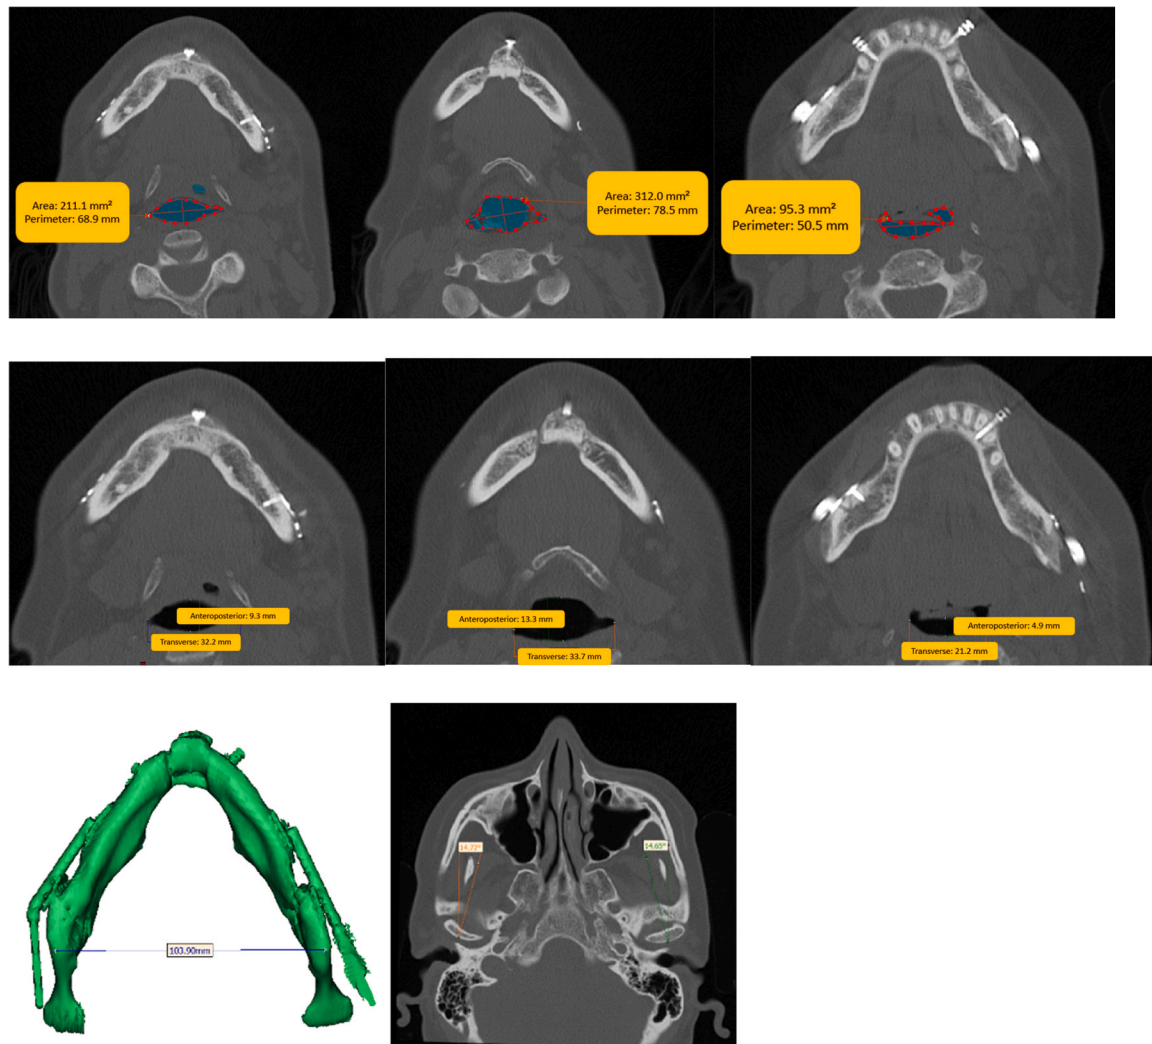 Area: 211.1 mm²
Perimeter: 68.9 mm
Area: 312.0 mm²
Perimeter: 78.5 mm
Area: 95.3 mm²
Perimeter: 50.5 mm
Anteroposterior: 9.3 mm
Transverse: 32.2 mm
Anteroposterior: 13.3 mm
Transverse: 33.7 mm
Anteroposterior: 4.9 mm
Transverse: 21.2 mm
103.90mm
14.77°
14.65°